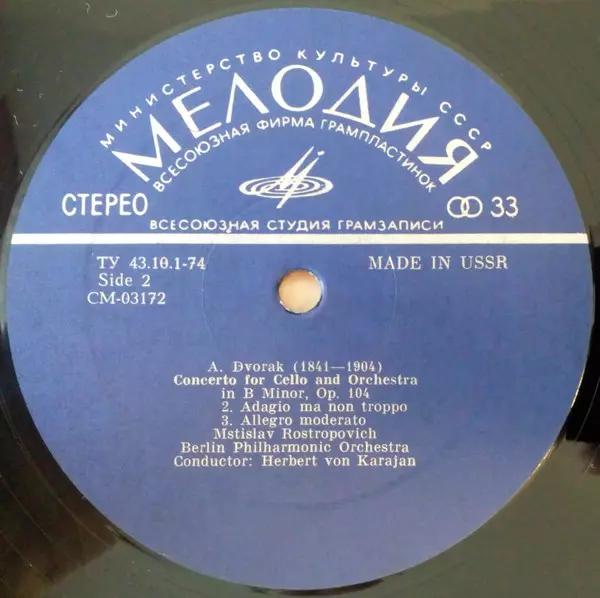 МИНИСТЕРСТВО КУЛЬТУРЫ СССР
МЕЛОДИЯ
ВСЕСОЮЗНАЯ ФИРМА ГРАМПЛАСТИНОК
СТЕРЕО
33
ВСЕСОЮЗНАЯ СТУДИЯ ГРАМЗАПИСИ
ТУ 43.10.1-74
MADE IN USSR
Side 2
СМ-03172
A. Dvorak (1841—1904)
Concerto for Cello and Orchestra
in B Minor, Op. 104
2. Adagio ma non troppo
3. Allegro moderato
Mstislav Rostropovich
Berlin Philharmonic Orchestra
Conductor: Herbert von Karajan